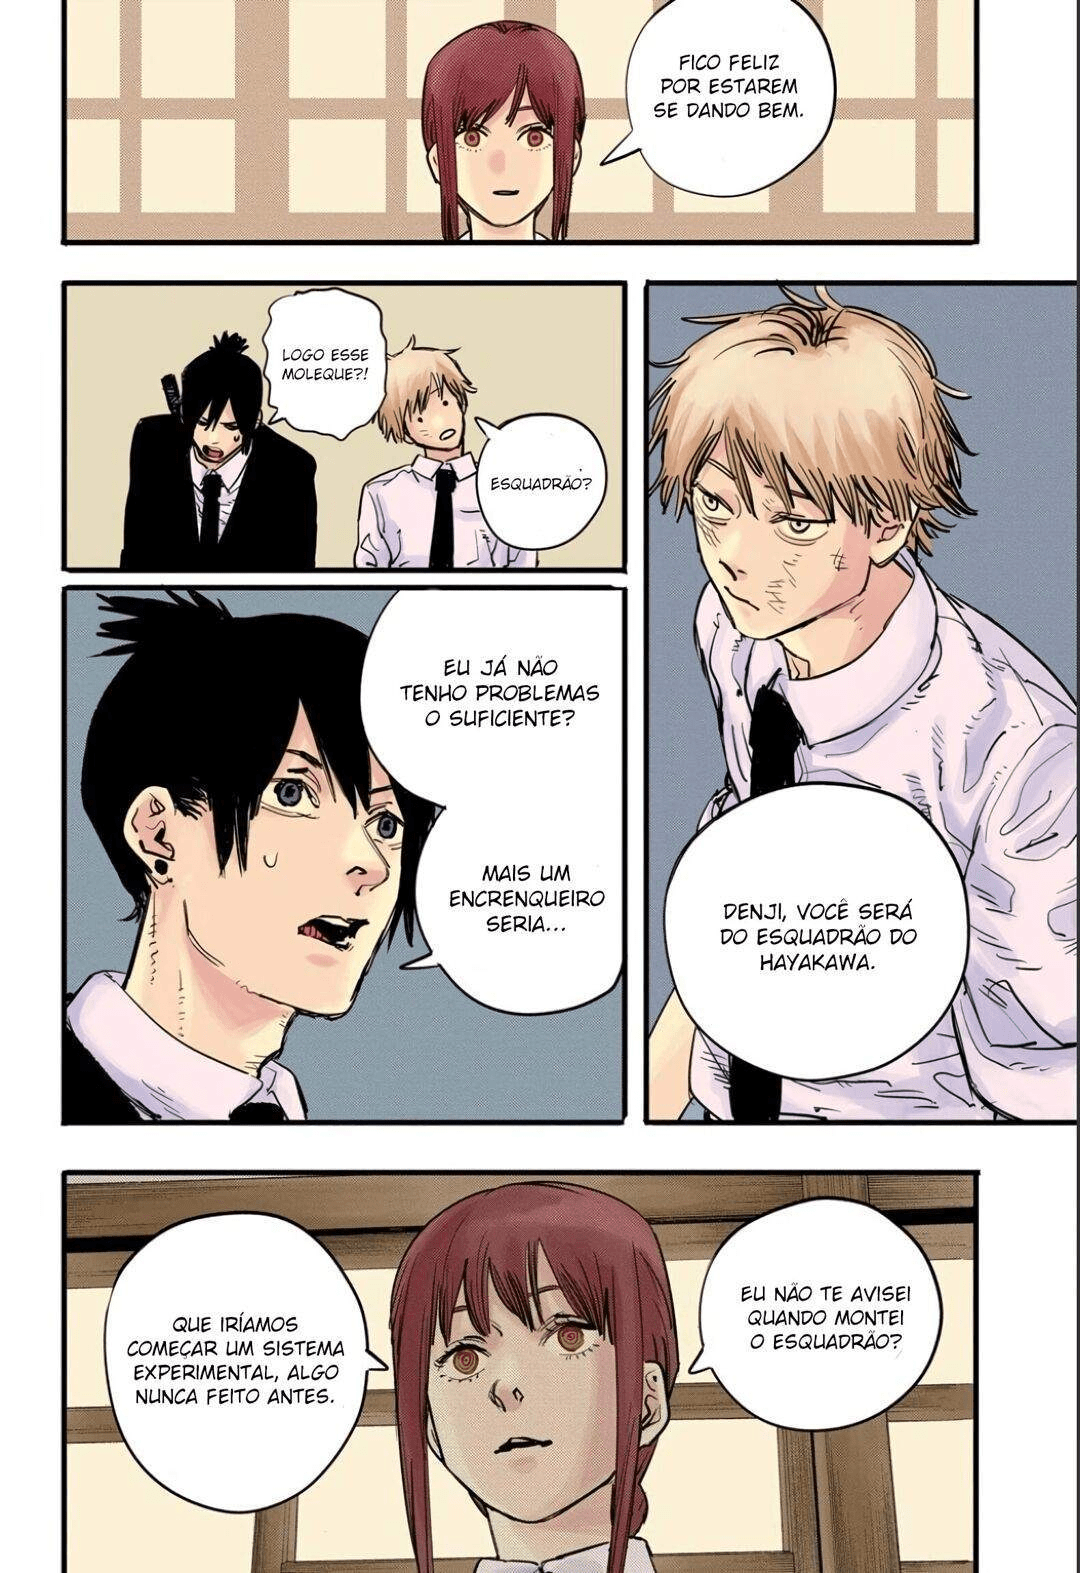 FICO FELIZ
POR ESTAREM
SE DANDO BEM.
DENJI, VOCÊ SERÁ
DO ESQUADRÃO DO
HAYAKAWA.
ESQUADRÃO?
LOGO ESSE
MOLEQUE?!
EU JÁ NÃO
TENHO PROBLEMAS
O SUFICIENTE?
MAIS UM
ENCRENQUEIRO
SERIA...
EU NÃO TE AVISEI
QUANDO MONTEI
O ESQUADRÃO?
QUE IRÍAMOS
COMEÇAR UM SISTEMA
EXPERIMENTAL, ALGO
NUNCA FEITO ANTES.